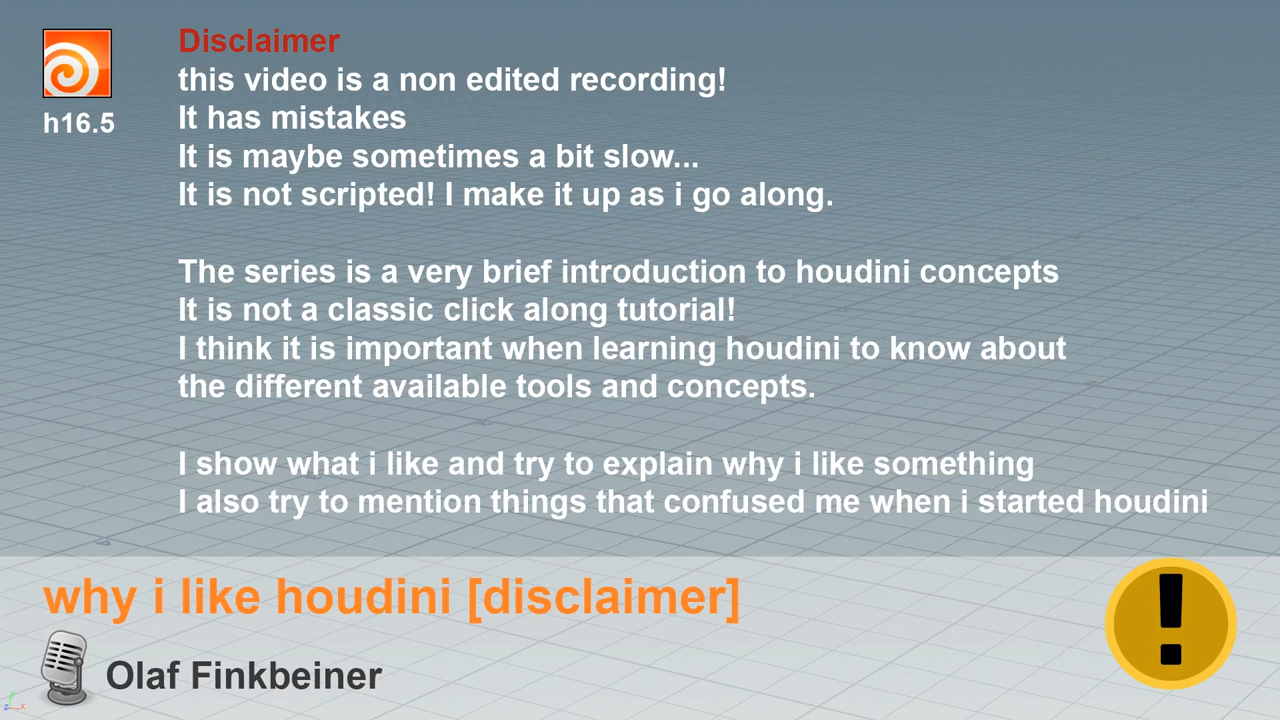 Disclaimer
this video is a non edited recording!
h16.5
It has mistakes
It is maybe sometimes a bit slow...
It is not scripted! I make it up as i go along.
The series is a very brief introduction to houdini concepts
It is not a classic click along tutorial!
I think it is important when learning houdini to know about
the different available tools and concepts.
I show what i like and try to explain why i like something
I also try to mention things that confused me when i started houdini
why i like houdini [disclaimer]
!
Olaf Finkbeiner
y
z x